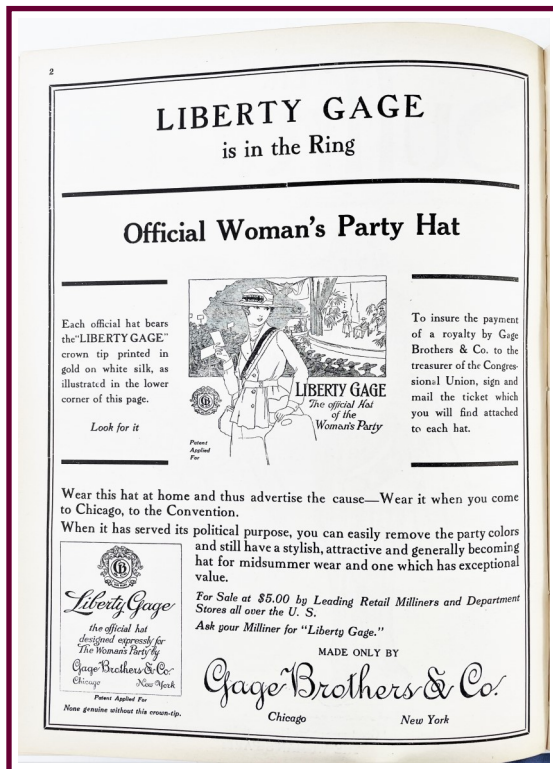 2
LIBERTY GAGE
is in the Ring
Official Woman's Party Hat
Each official hat bears
the "LIBERTY GAGE"
crown tip printed in
gold on white silk, as
illustrated in the lower
corner of this page.
Look for it
LIBERTY GAGE
The official Hat
of the
Woman's Party
Patent
Applied
For
To insure the payment
of a royalty by Gage
Brothers & Co. to the
treasurer of the Congres-
sional Union, sign and
mail the ticket which
you will find attached
to each hat.
Wear this hat at home and thus advertise the cause—Wear it when you come
to Chicago, to the Convention.
When it has served its political purpose, you can easily remove the party colors
and still have a stylish, attractive and generally becoming
hat for midsummer wear and one which has exceptional
value.
For Sale at $5.00 by Leading Retail Milliners and Department
Stores all over the U. S.
Ask your Milliner for "Liberty Gage."
MADE ONLY BY
Gage Brothers & Co.
Chicago New York
Liberty Gage
the official hat
designed expressly for
The Woman's Party by
Gage Brothers & Co.
Chicago New York
Patent Applied For
None genuine without this crown-tip.